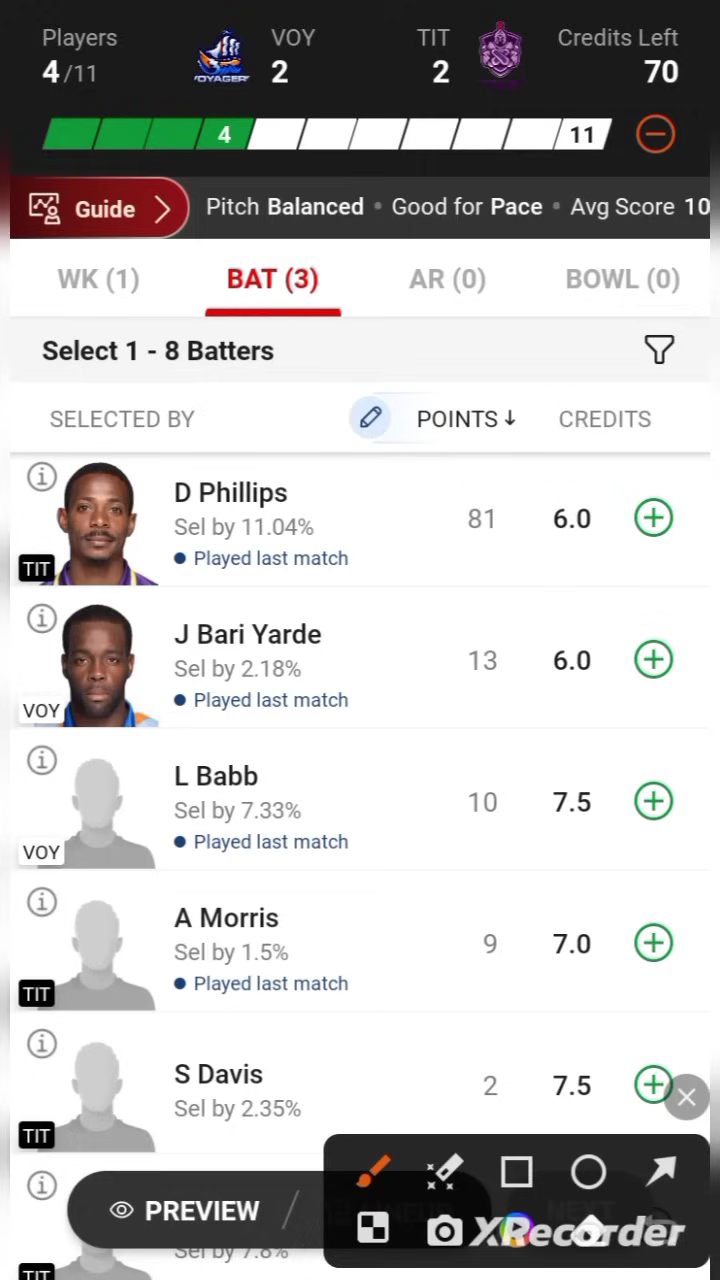 Players VOY TIT Credits Left
4/11 2 2 70
VOYAGER
4 11
Guide Pitch Balanced • Good for Pace • Avg Score 10
WK (1) BAT (3) AR (0) BOWL (0)
Select 1 - 8 Batters
SELECTED BY POINTS↓ CREDITS
D Phillips
Sel by 11.04% 81 6.0
Played last match
TIT
J Bari Yarde
Sel by 2.18% 13 6.0
Played last match
VOY
L Babb
Sel by 7.33% 10 7.5
Played last match
VOY
A Morris
Sel by 1.5% 9 7.0
Played last match
TIT
S Davis
Sel by 2.35% 2 7.5
TIT
PREVIEW
XRecorder
Sel by 7.8%
TIT